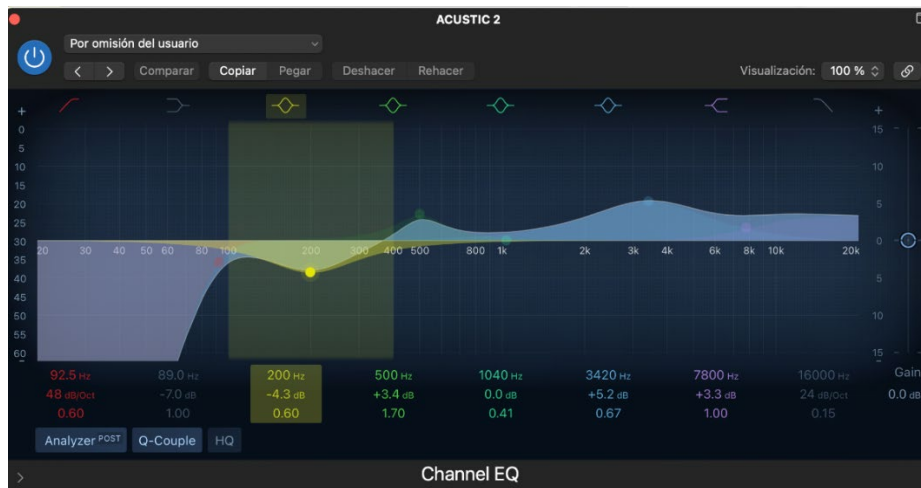 ACUSTIC 2
Por omisión del usuario
Comparar Copiar Pegar Deshacer Rehacer Visualización: 100 %
+ +
0 15
5
10 10
15
20 5
25
30 0
20 30 40 50 60 80 100 200 300 400 500 800 1k 2k 3k 4k 6k 8k 10k 20k
35
40 5
45
50 10
55
60 15
92.5 Hz 89.0 Hz 200 Hz 500 Hz 1040 Hz 3420 Hz 7800 Hz 16000 Hz Gain
48 dB/Oct -7.0 dB -4.3 dB +3.4 dB 0.0 dB +5.2 dB +3.3 dB 24 dB/Oct 0.0 dB
0.60 1.00 0.60 1.70 0.41 0.67 1.00 0.15
Analyzer POST Q-Couple HQ
Channel EQ